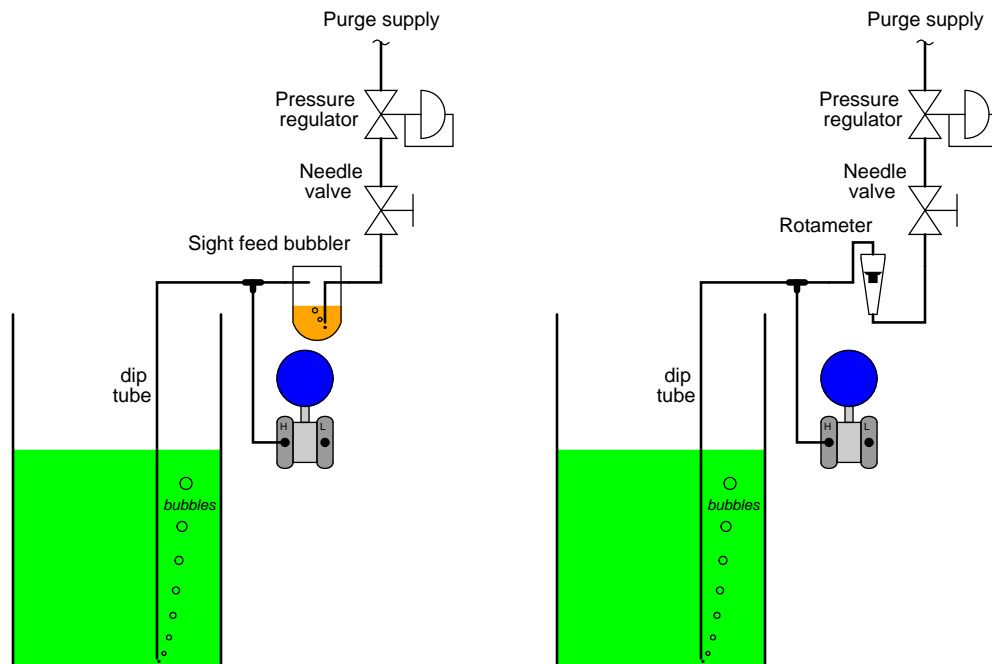 Purge supply
Pressure
regulator
Needle
valve
Sight feed bubbler
dip
tube
H
L
bubbles
Purge supply
Pressure
regulator
Needle
valve
Rotameter
dip
tube
H
L
bubbles